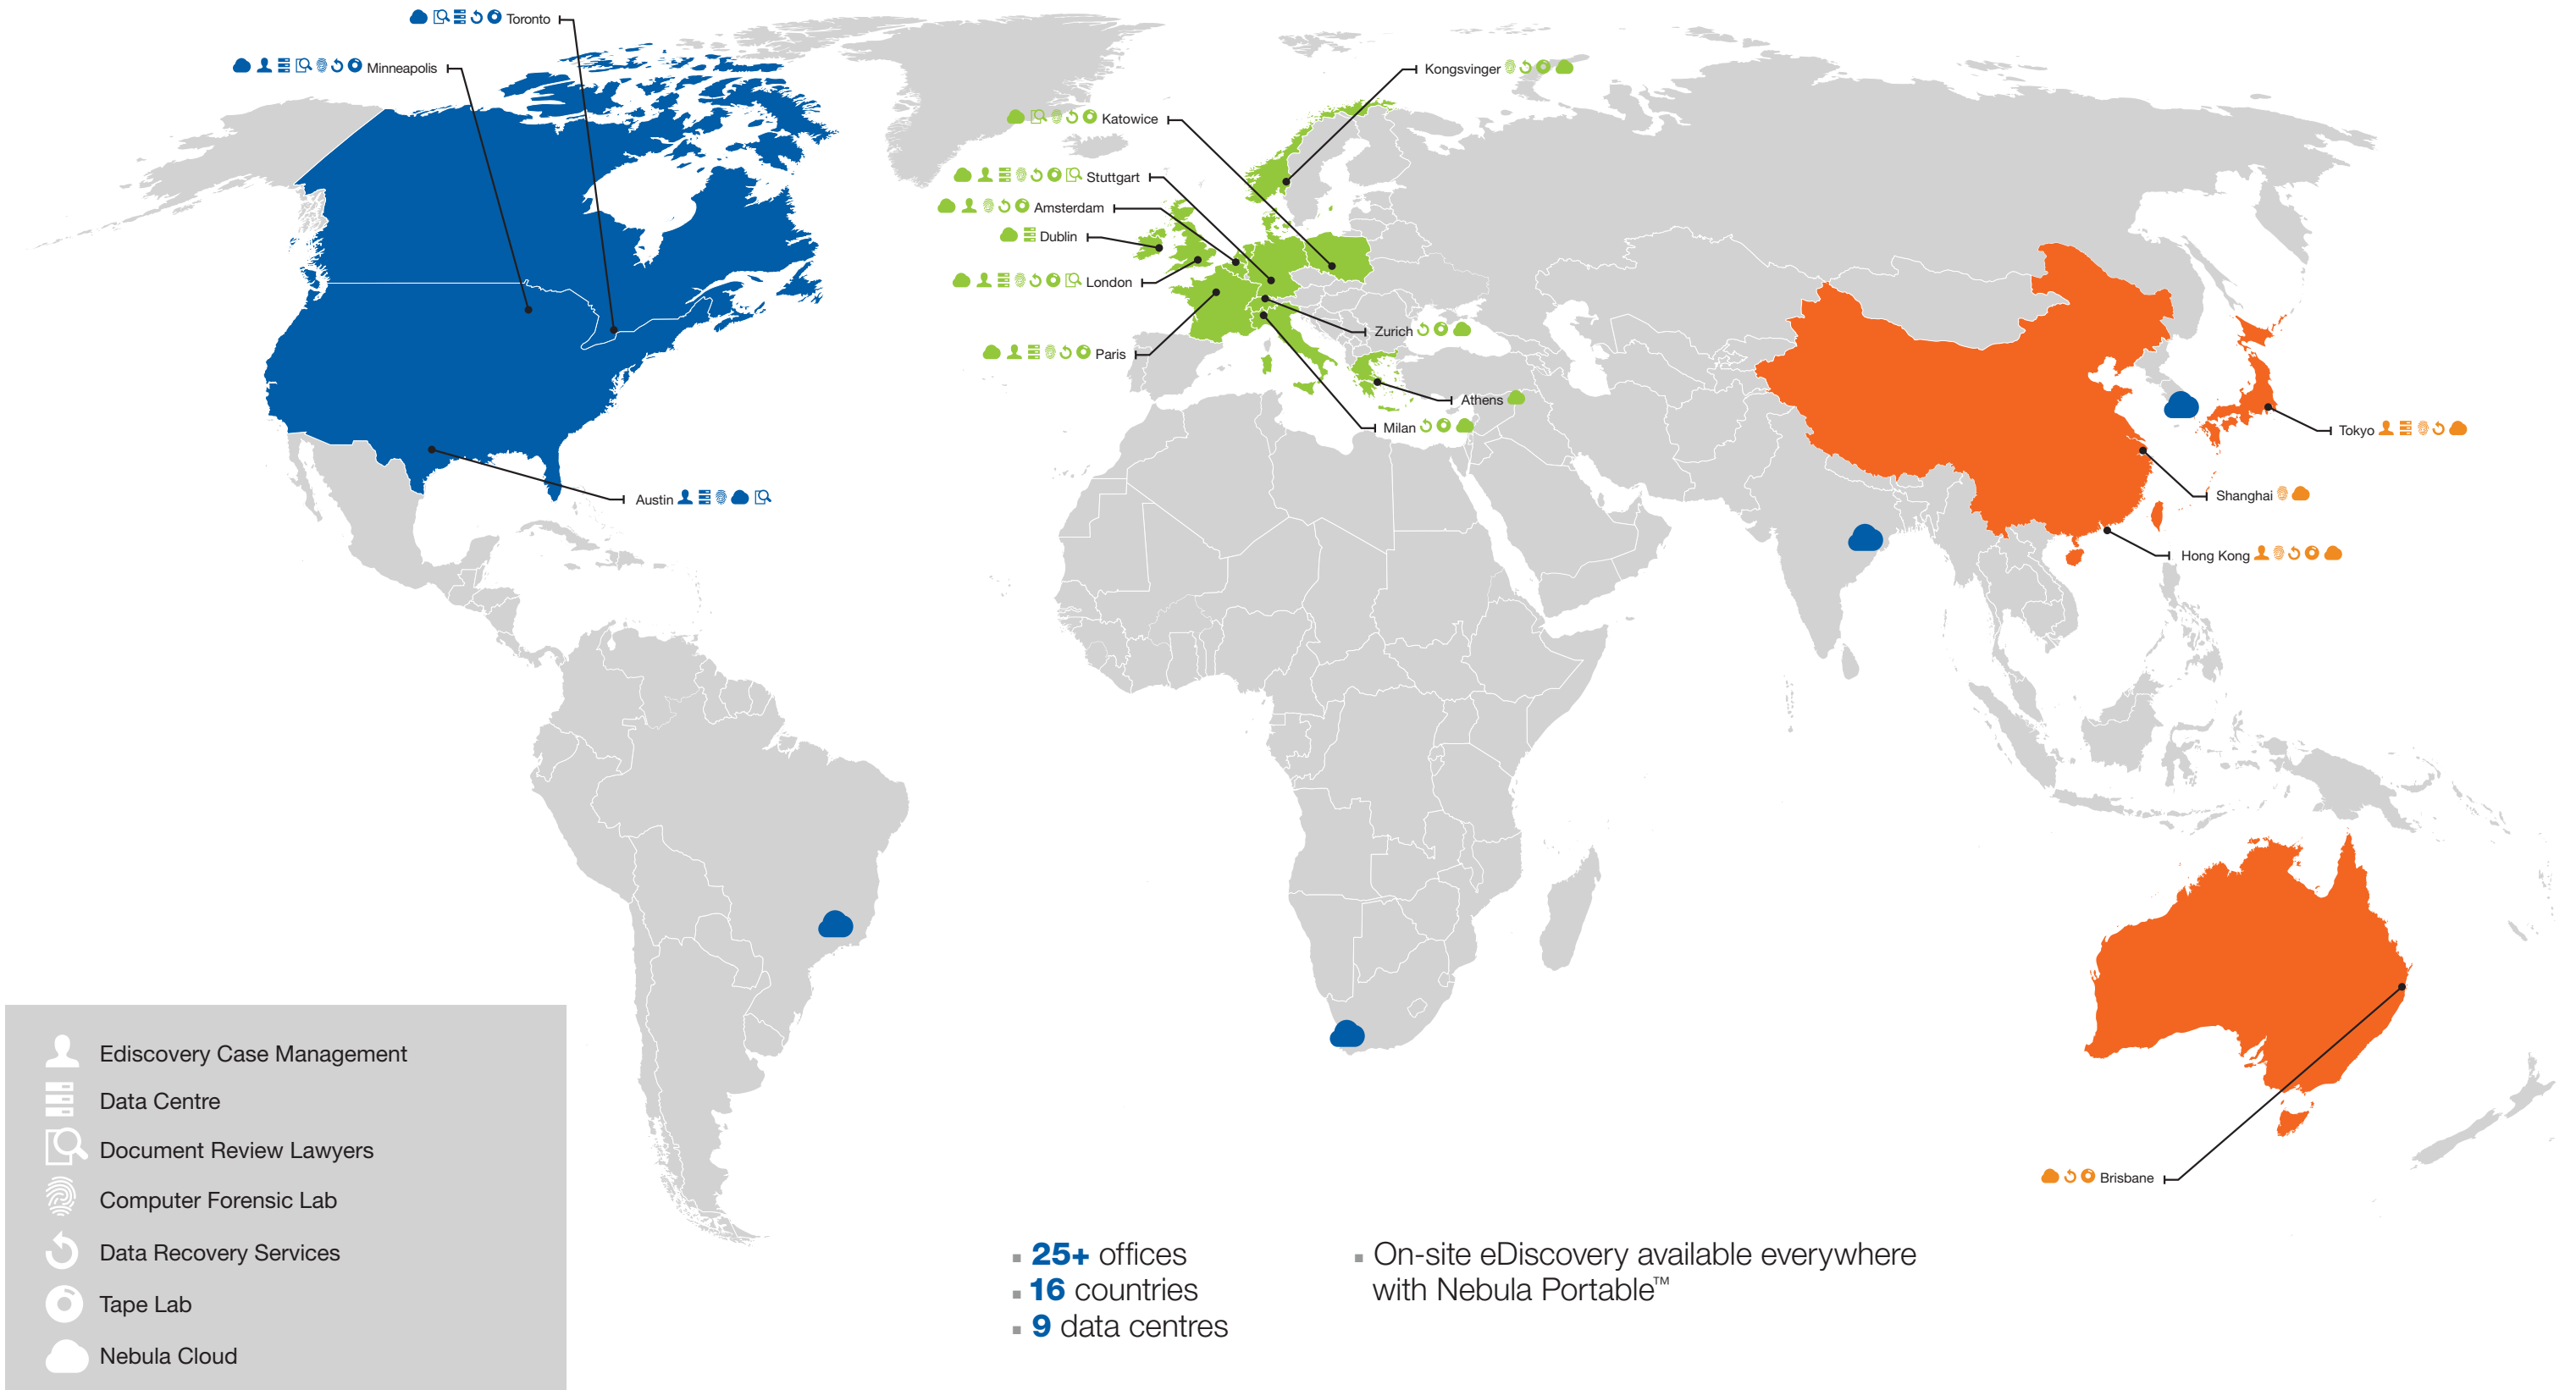 Toronto
Minneapolis
Kongsvinger
Katowice
Stuttgart
Amsterdam
Dublin
London
Zurich
Paris
Athens
Milan
Austin
Tokyo
Shanghai
Hong Kong
Brisbane
Ediscovery Case Management
Data Centre
Document Review Lawyers
Computer Forensic Lab
Data Recovery Services
Tape Lab
Nebula Cloud
▪ 25+ offices
▪ 16 countries
▪ 9 data centres
▪ On-site eDiscovery available everywhere
with Nebula Portable™